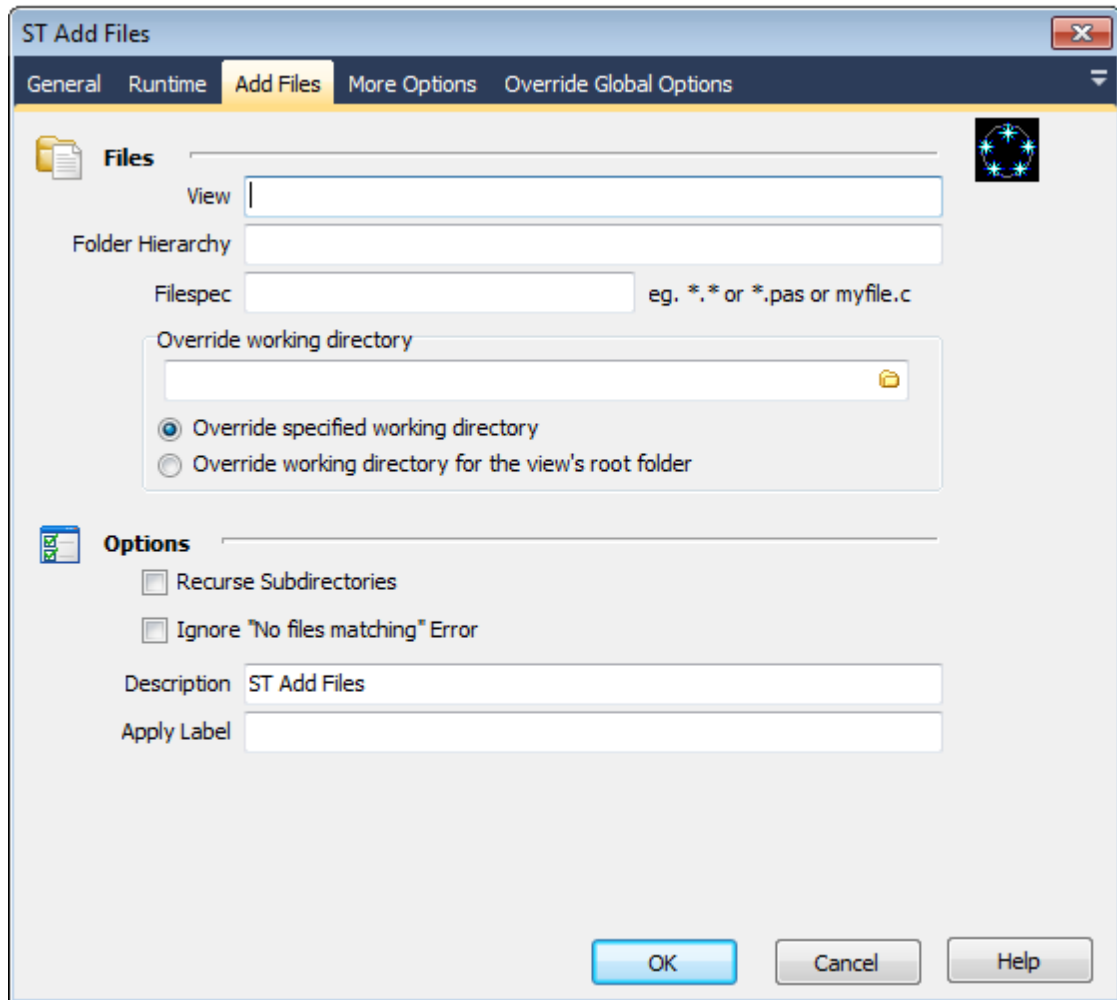 ST Add Files
General Runtime Add Files More Options Override Global Options
Files
View
Folder Hierarchy
Filespec eg. *.* or *.pas or myfile.c
Override working directory
Override specified working directory
Override working directory for the view's root folder
Options
Recurse Subdirectories
Ignore "No files matching" Error
Description ST Add Files
Apply Label
OK Cancel Help